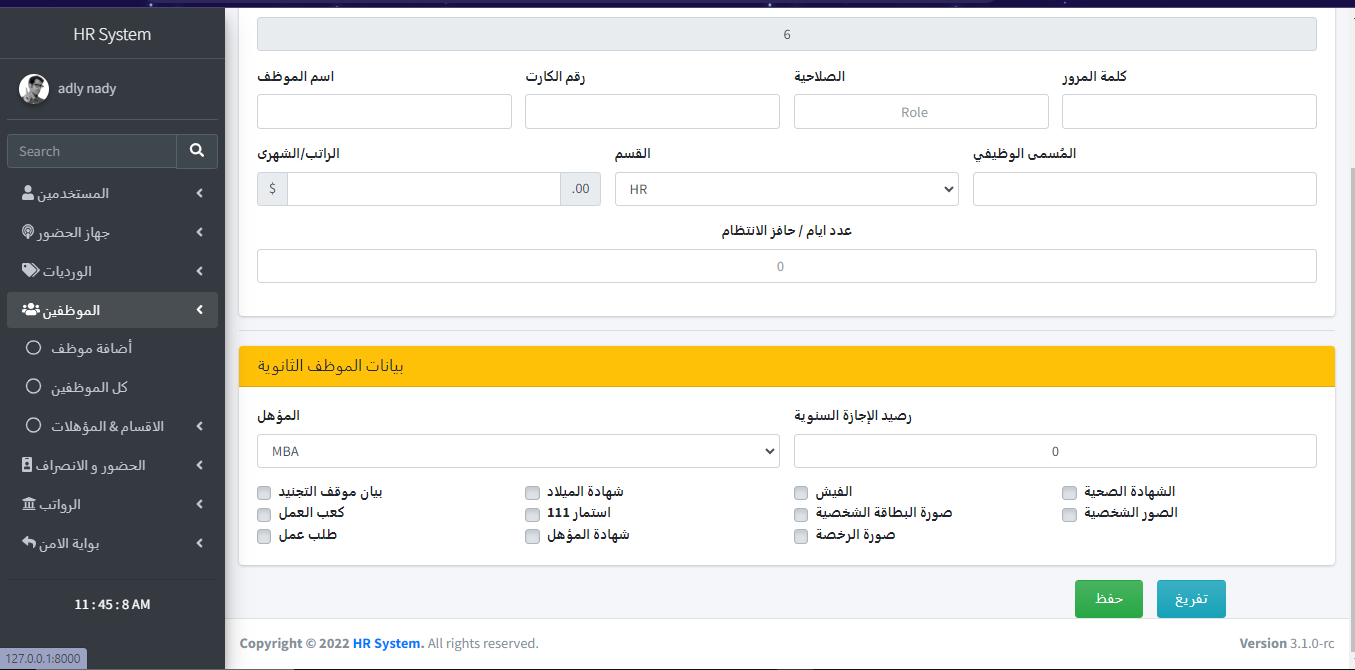 HR System
adly nady
Search
المستخدمين
جهاز الحضور
الورديات
الموظفين
أضافة موظف
كل الموظفين
الاقسام & المؤهلات
الحضور و الانصراف
الرواتب
بواية الامن
11 : 45 : 8 AM
127.0.0.1:8000
6
اسم الموظف
رقم الكارت
الصلاحية
كلمة المرور
Role
الراتب/الشهرى
القسم
المُسمى الوظيفي
$
.00
HR
عدد ايام / حافز الانتظام
0
بيانات الموظف الثانوية
المؤهل
رصيد الإجازة السنوية
MBA
0
بيان موقف التجنيد
شهادة الميلاد
الفيش
الشهادة الصحية
كعب العمل
استمار 111
صورة البطاقة الشخصية
الصور الشخصية
طلب عمل
شهادة المؤهل
صورة الرخصة
حفظ
تفريغ
Copyright © 2022 HR System. All rights reserved.
Version 3.1.0-rc